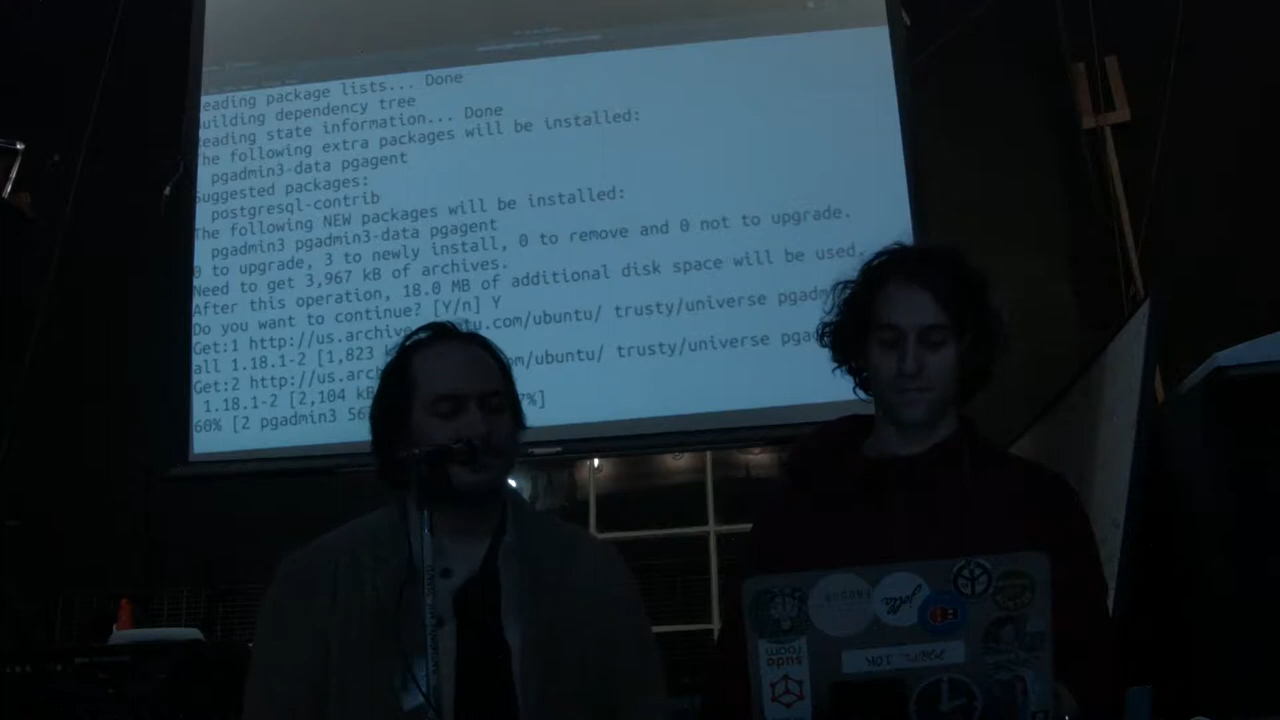 eading package lists... Done
uilding dependency tree
eading state information... Done
he following extra packages will be installed:
pgadmin3-data pgagent
Suggested packages:
postgresql-contrib
The following NEW packages will be installed:
pgadmin3 pgadmin3-data pgagent
0 to upgrade, 3 to newly install, 0 to remove and 0 not to upgrade.
Need to get 3,967 kB of archives.
After this operation, 18.0 MB of additional disk space will be used.
Do you want to continue? [Y/n] Y
Get:1 http://us.archive tu.com/ubuntu/ trusty/universe pgadm
all 1.18.1-2 [1,823 k
Get:2 http://us.arch om/ubuntu/ trusty/universe pga
1.18.1-2 [2,104 kB
60% [2 pgadmin3 56 7%]
jolla
sudo
room